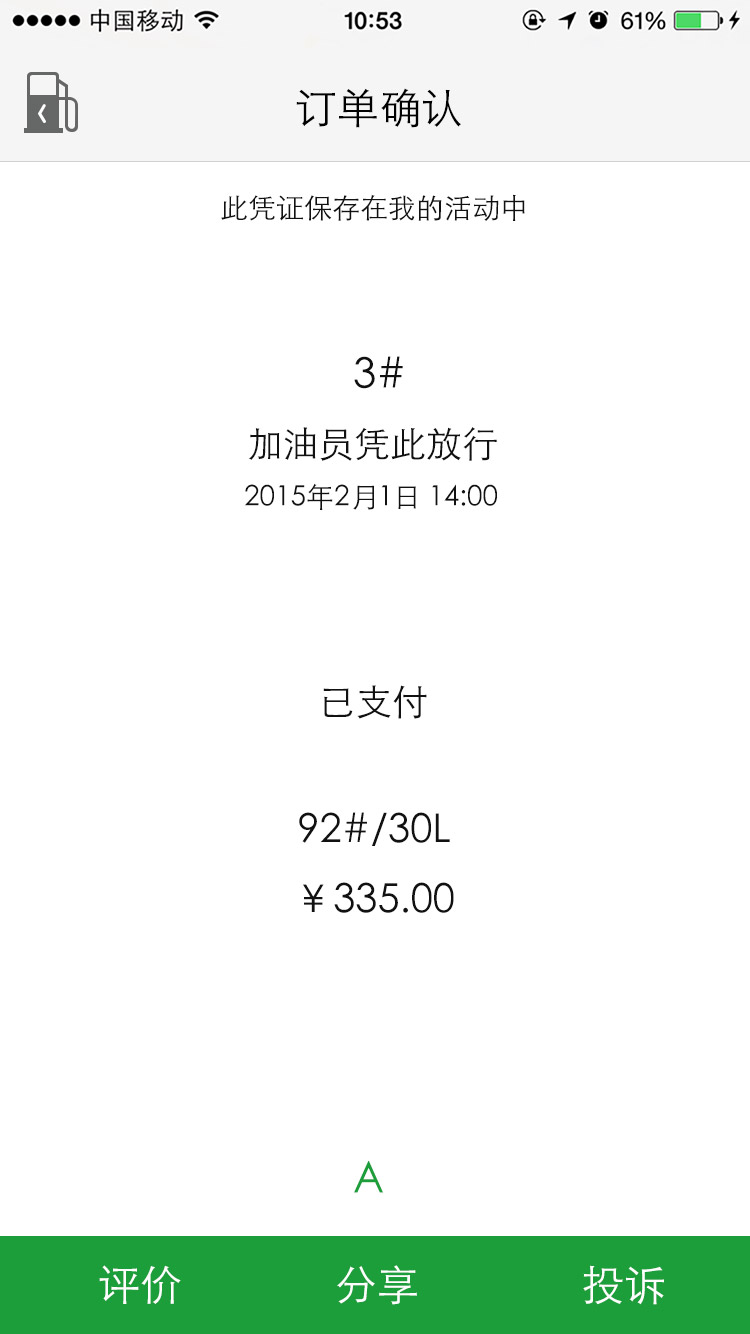 中国移动 10:53 61%
订单确认
此凭证保存在我的活动中
3#
加油员凭此放行
2015年2月1日 14:00
已支付
92#/30L
￥335.00
A
评价 分享 投诉